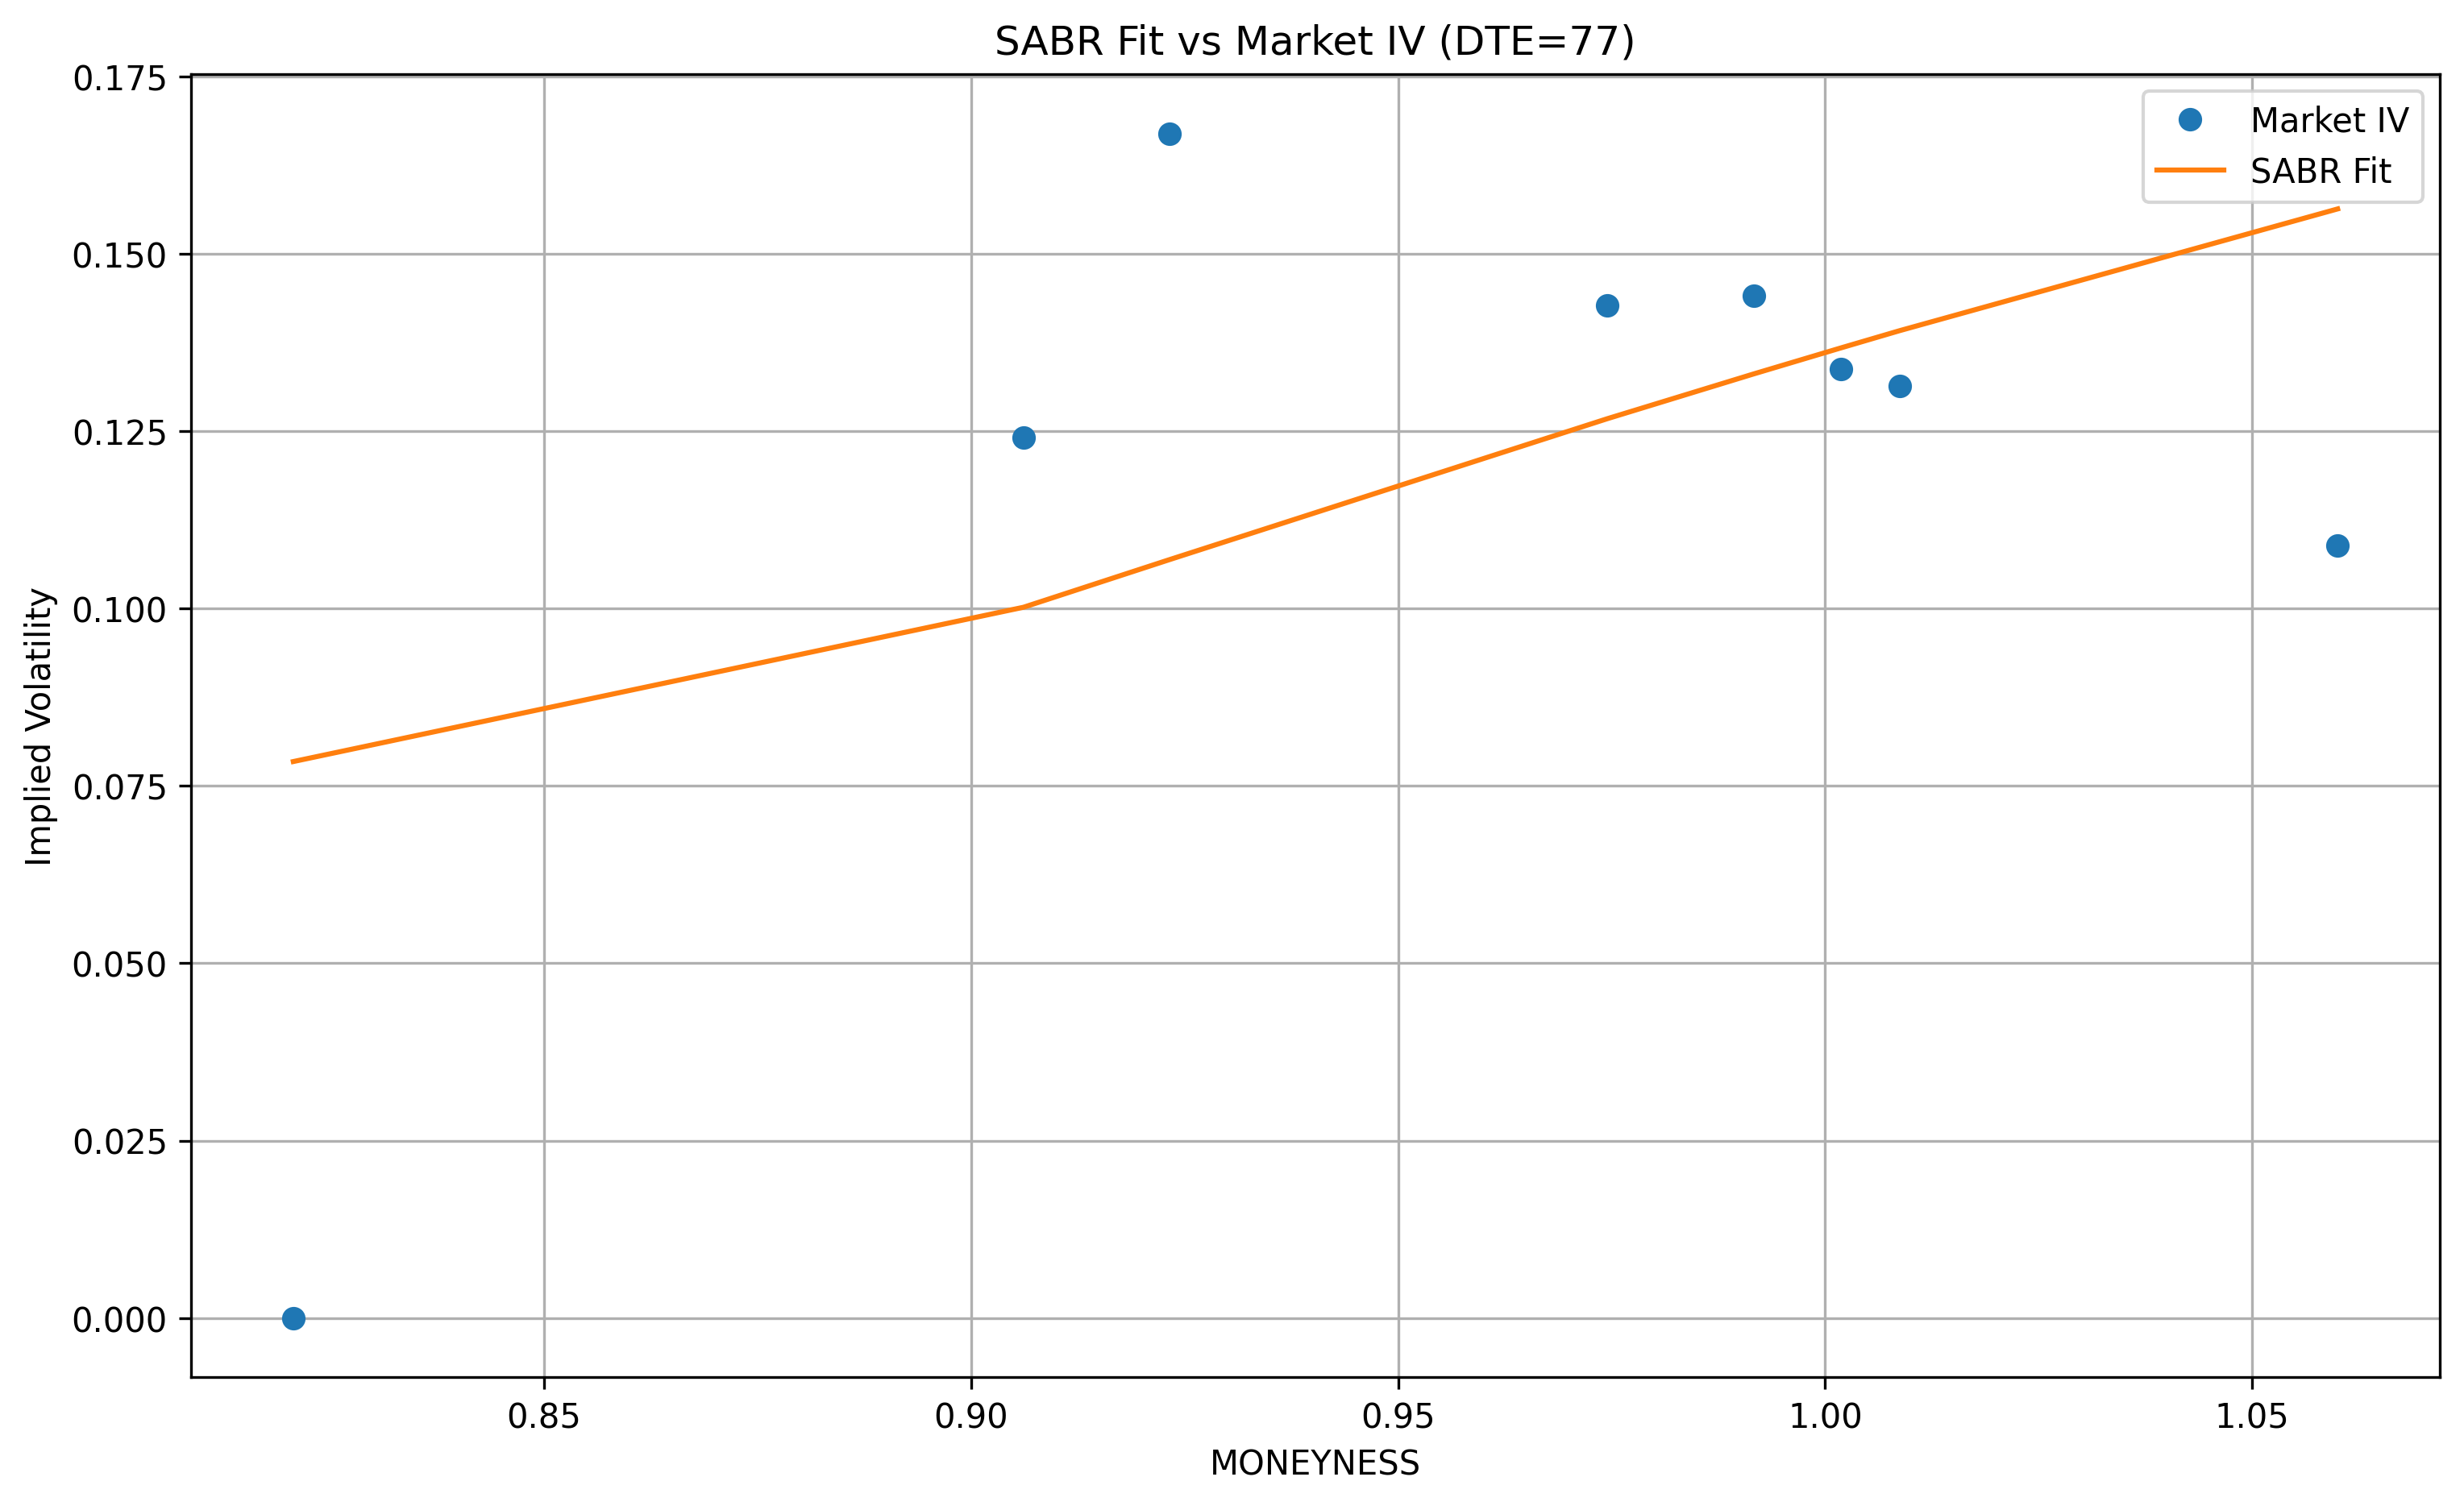 SABR Fit vs Market IV (DTE=77)
Market IV
SABR Fit
Implied Volatility
0.175
0.150
0.125
0.100
0.075
0.050
0.025
0.000
0.85 0.90 0.95 1.00 1.05
MONEYNESS